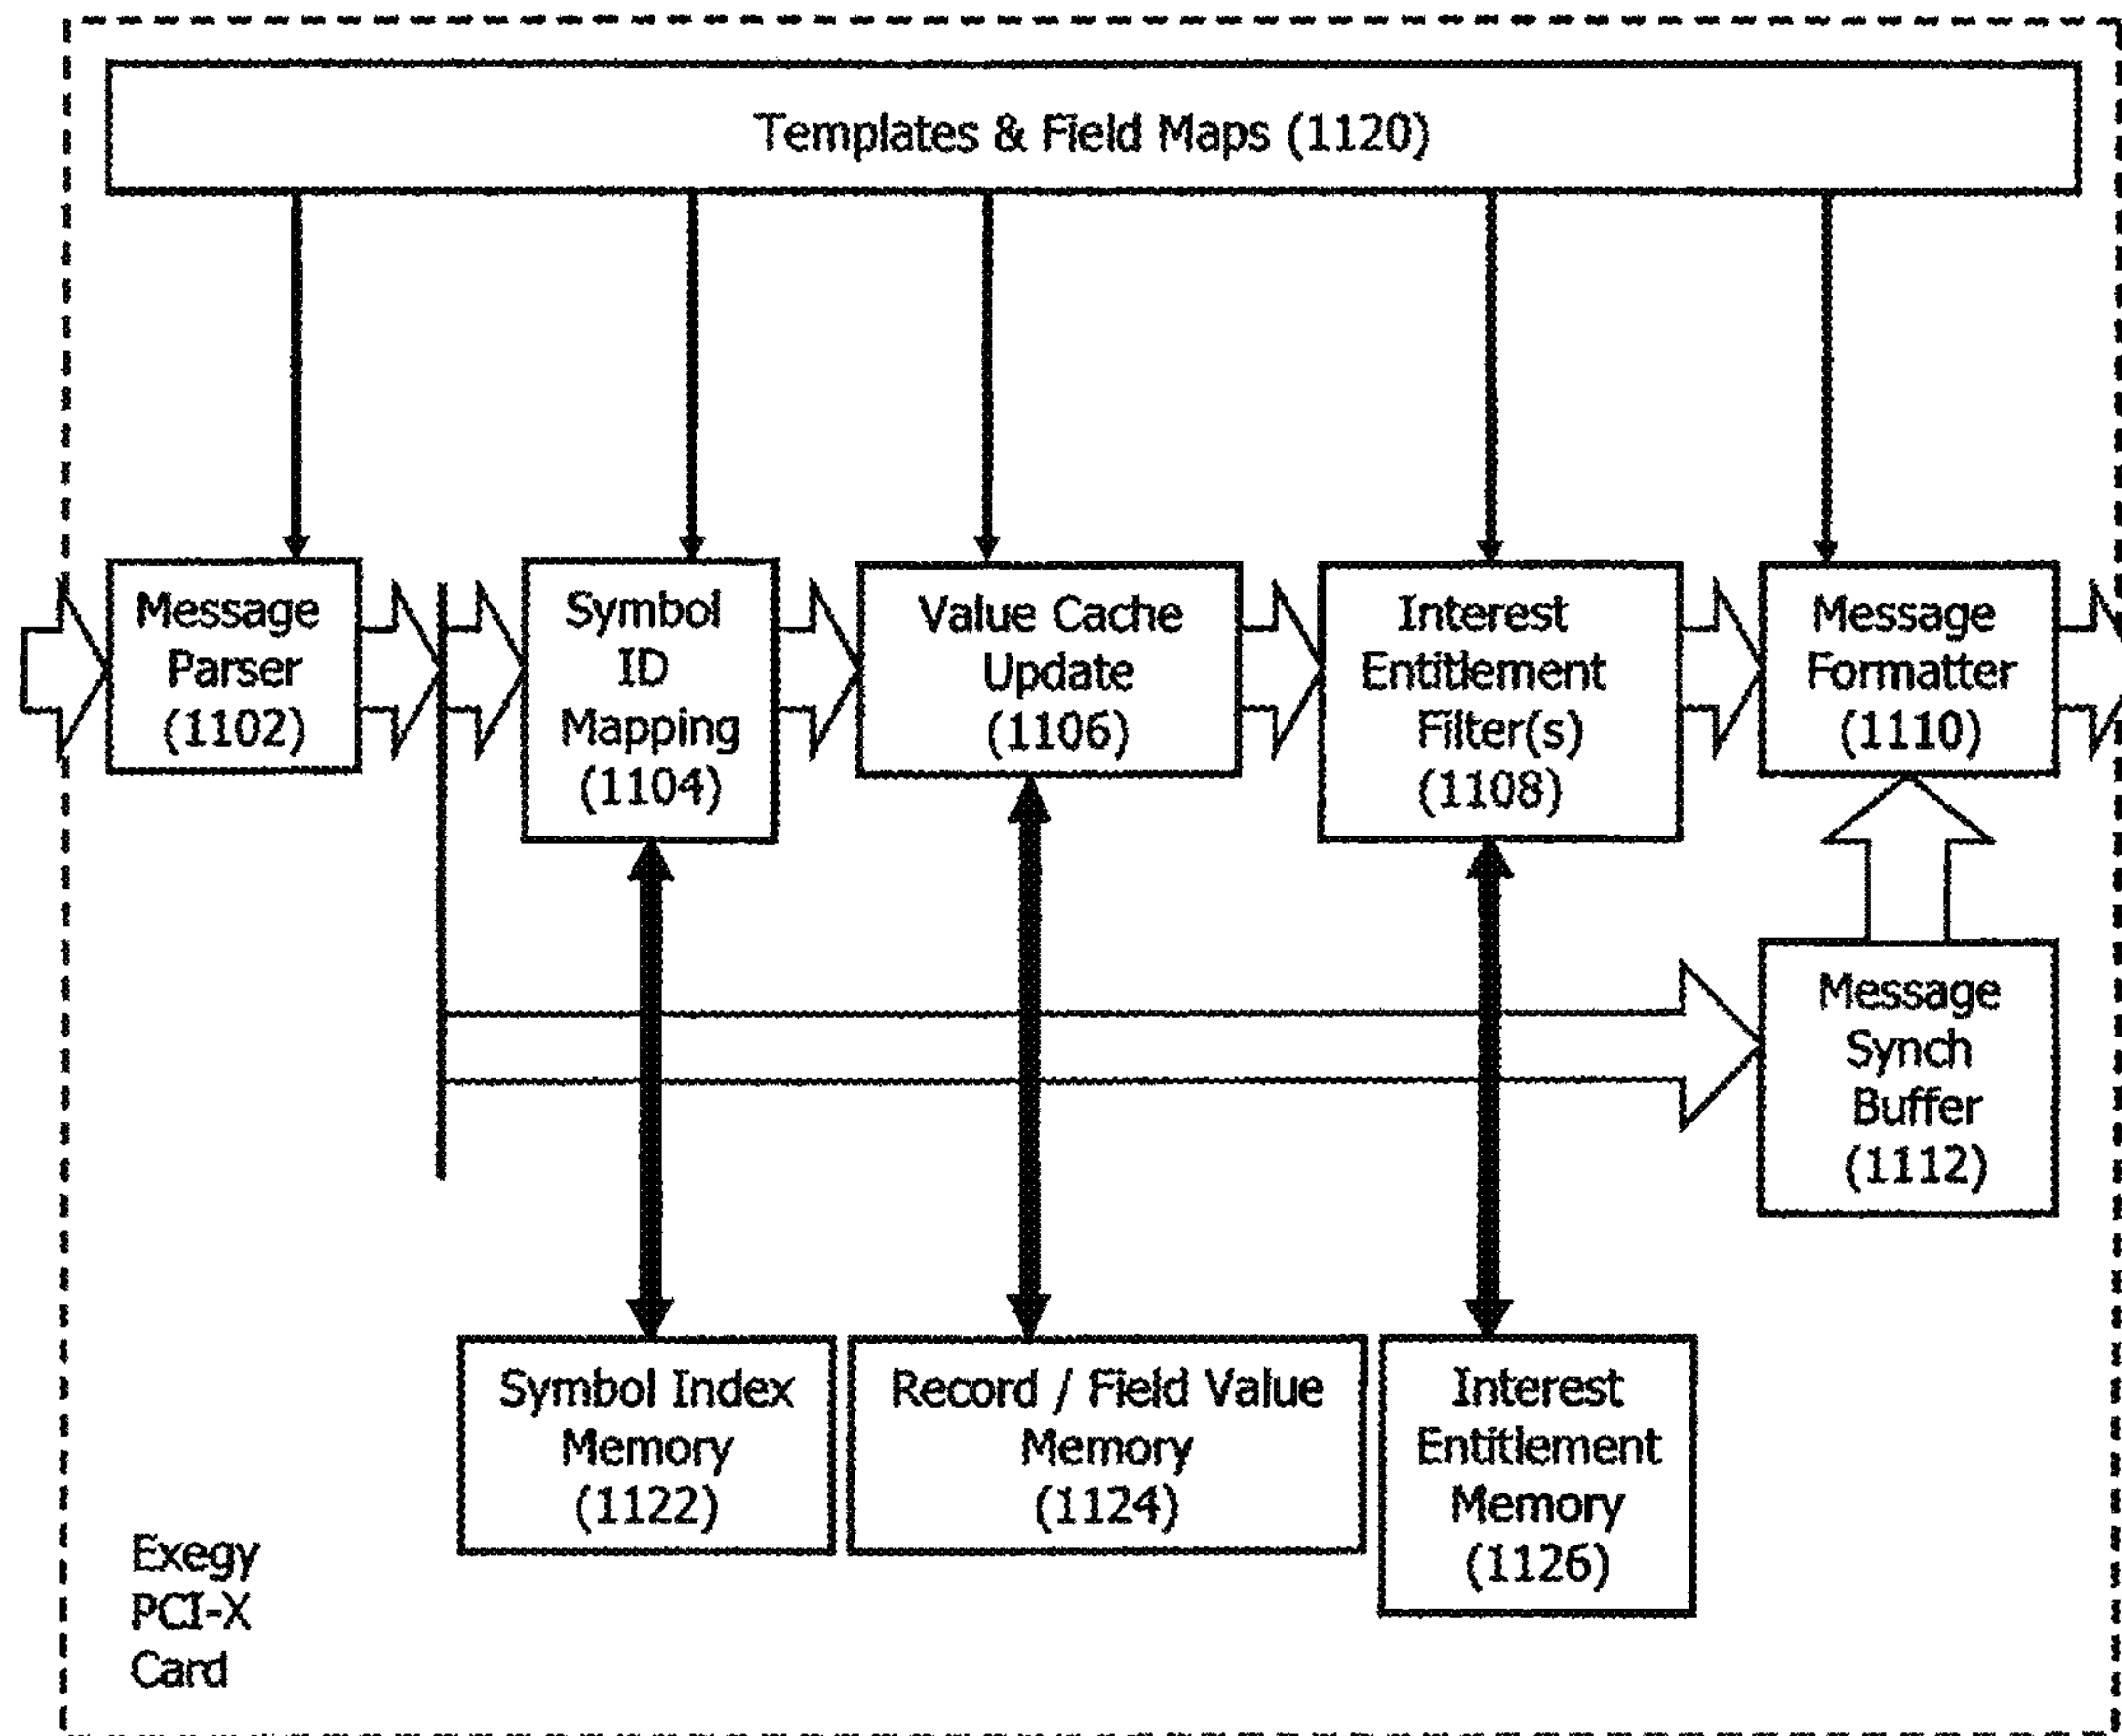 Templates & Field Maps (1120)
Message
Parser
(1102)
Symbol
ID
Mapping
(1104)
Value Cache
Update
(1106)
Interest
Entitlement
Filter(s)
(1108)
Message
Formatter
(1110)
Message
Synch
Buffer
(1112)
Symbol Index
Memory
(1122)
Record / Field Value
Memory
(1124)
Interest
Entitlement
Memory
(1126)
Exegy
PCI-X
Card